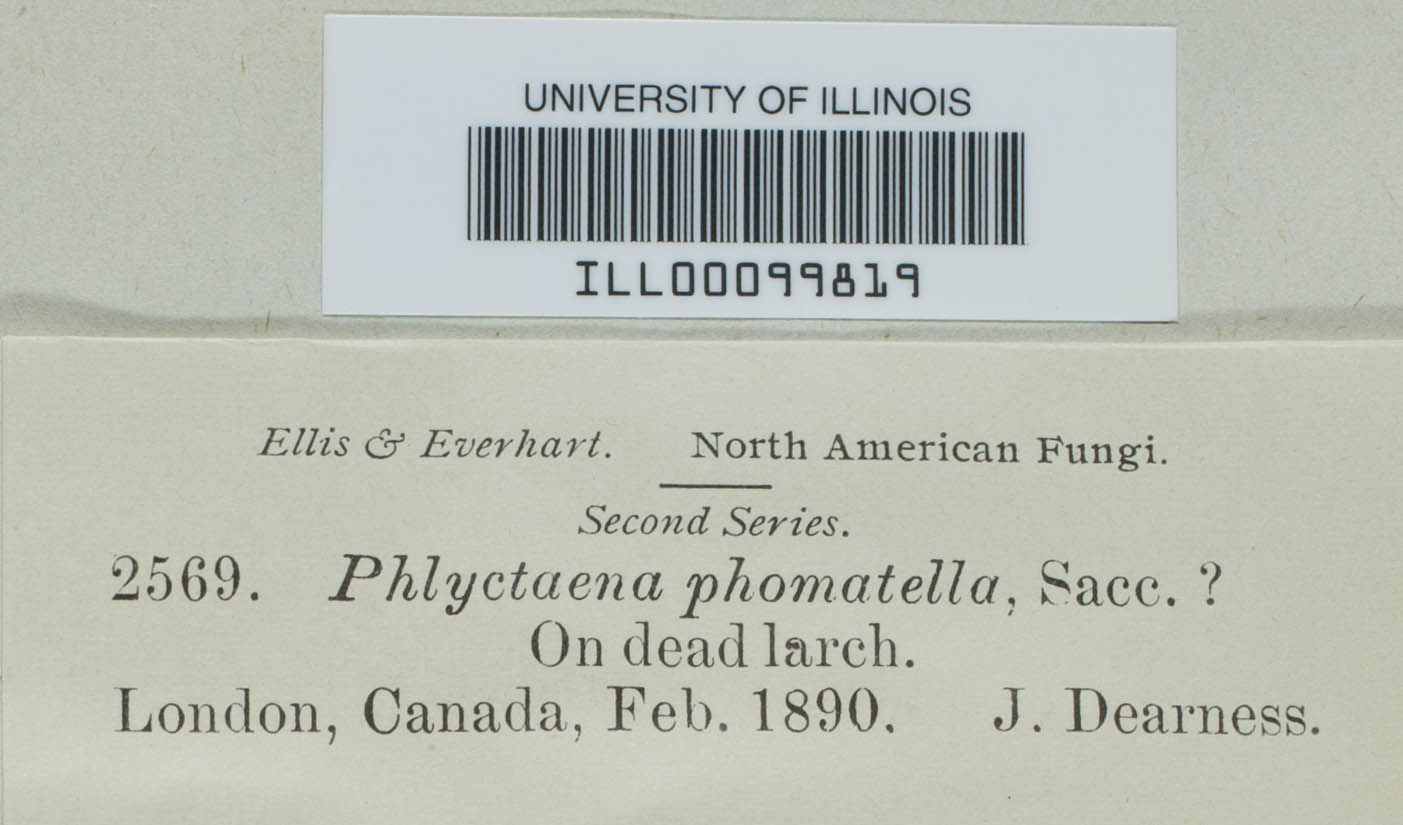 UNIVERSITY OF ILLINOIS
ILL00099819
Ellis & Everhart. North American Fungi.
Second Series.
2569. Phlyctaena phomatella, Sacc. ?
On dead larch.
London, Canada, Feb. 1890. J. Dearness.